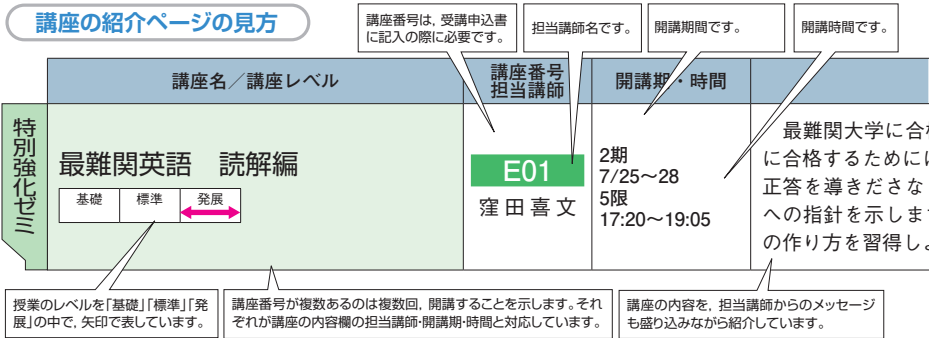 講座の紹介ページの見方
講座番号は，受講申込書
に記入の際に必要です。
担当講師名です。
開講期間です。
開講時間です。
講座名／講座レベル
講座番号
担当講師
開講期・時間
特別強化ゼミ
最難関英語　読解編
基礎
標準
発展
E01
窪田喜文
2期
7/25～28
5限
17:20～19:05
最難関大学に合
に合格するために
正答を導きださな
への指針を示しま
の作り方を習得し
授業のレベルを「基礎」「標準」「発
展」の中で，矢印で表しています。
講座番号が複数あるのは複数回，開講することを示します。それ
ぞれが講座の内容欄の担当講師・開講期・時間と対応しています。
講座の内容を，担当講師からのメッセージ
も盛り込みながら紹介しています。